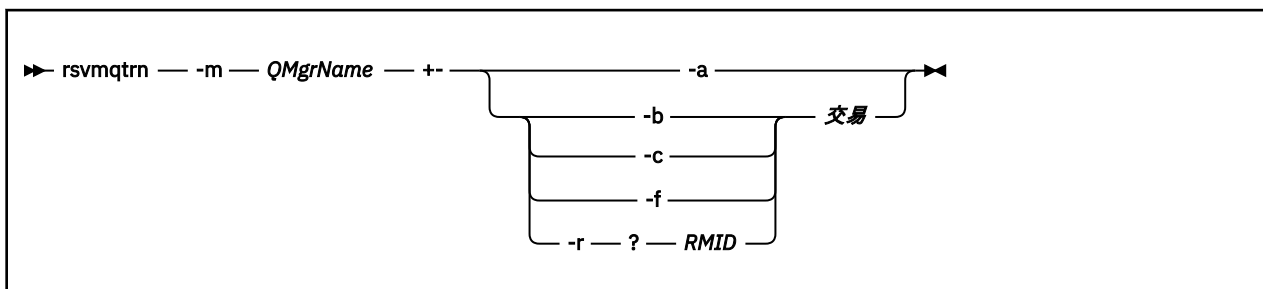 rsvmqtrn -m QMgrName +- -a
-b 交易
-c
-f
-r ? RMID